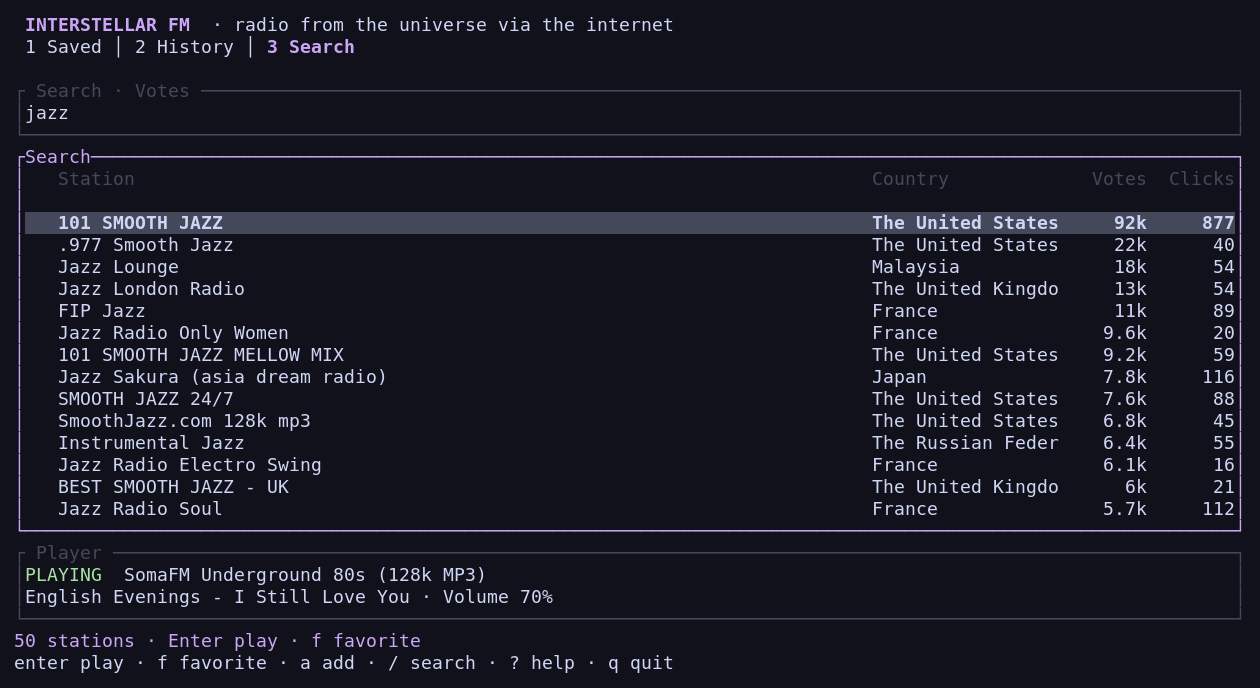 INTERSTELLAR FM · radio from the universe via the internet
1 Saved │ 2 History │ 3 Search
Search · Votes
jazz
Search
Station Country Votes Clicks
101 SMOOTH JAZZ The United States 92k 877
.977 Smooth Jazz The United States 22k 40
Jazz Lounge Malaysia 18k 54
Jazz London Radio The United Kingdo 13k 54
FIP Jazz France 11k 89
Jazz Radio Only Women France 9.6k 20
101 SMOOTH JAZZ MELLOW MIX The United States 9.2k 59
Jazz Sakura (asia dream radio) Japan 7.8k 116
SMOOTH JAZZ 24/7 The United States 7.6k 88
SmoothJazz.com 128k mp3 The United States 6.8k 45
Instrumental Jazz The Russian Feder 6.4k 55
Jazz Radio Electro Swing France 6.1k 16
BEST SMOOTH JAZZ - UK The United Kingdo 6k 21
Jazz Radio Soul France 5.7k 112
Player
PLAYING SomaFM Underground 80s (128k MP3)
English Evenings - I Still Love You · Volume 70%
50 stations · Enter play · f favorite
enter play · f favorite · a add · / search · ? help · q quit